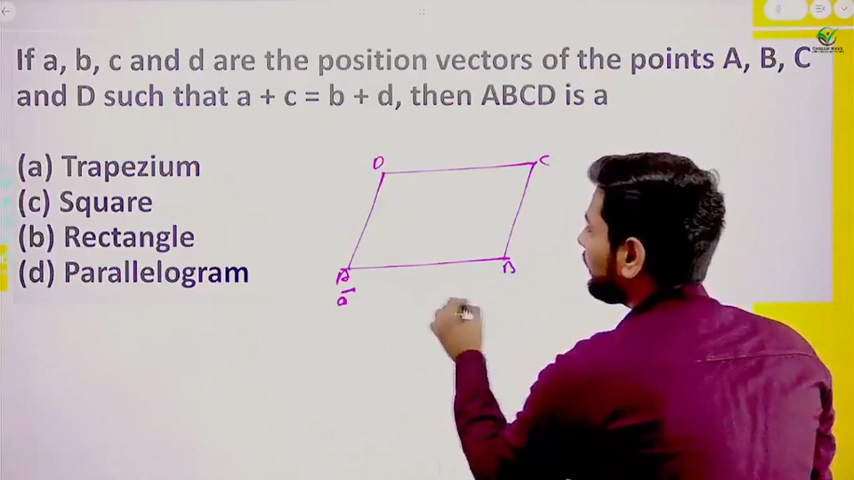 If a, b, c and d are the position vectors of the points A, B, C
and D such that a + c = b + d, then ABCD is a
(a) Trapezium
(c) Square
(b) Rectangle
(d) Parallelogram
D
C
A
B
a